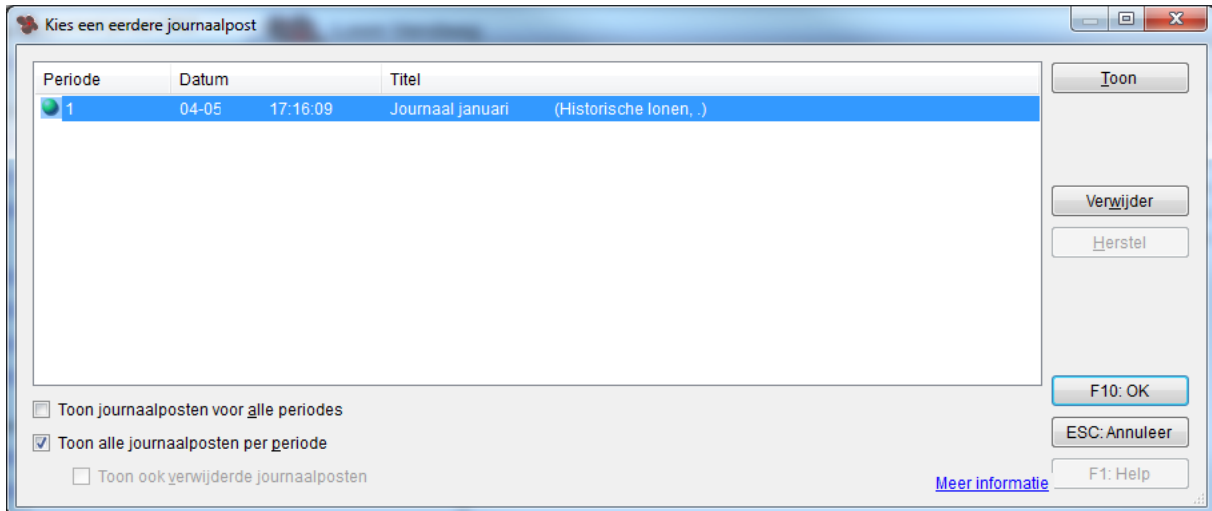 Kies een eerdere journaalpost
Periode Datum Titel
1 04-05 17:16:09 Journaal januari (Historische lonen, .)
Toon
Verwijder
Herstel
F10: OK
Toon journaalposten voor alle periodes
ESC: Annuleer
Toon alle journaalposten per periode
Toon ook verwijderde journaalposten
Meer informatie
F1: Help